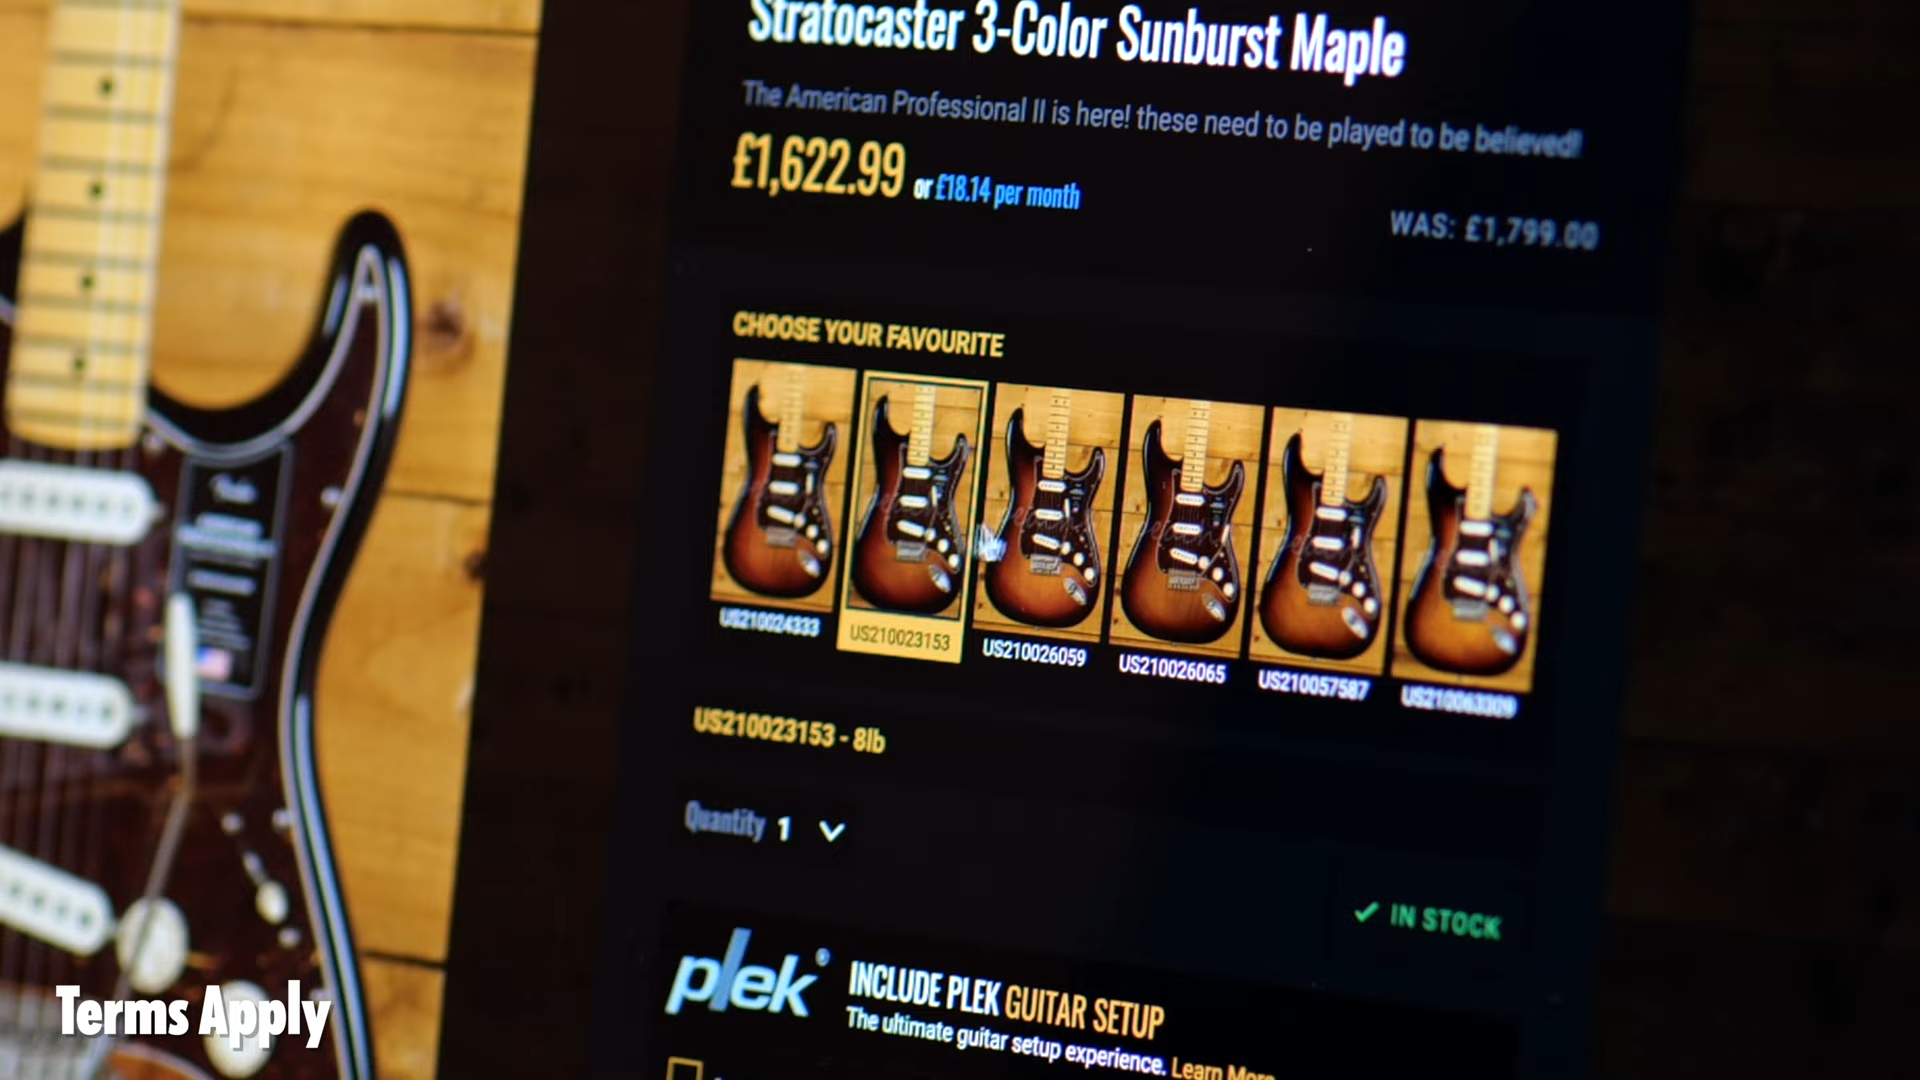 Stratocaster 3-Color Sunburst Maple
The American Professional II is here! these need to be played to be believed!
£1,622.99 or £18.14 per month
WAS: £1,799.00
CHOOSE YOUR FAVOURITE
US210024333
US210023153
US210026059
US210026065
US210057587
US210063309
US210023153 - 8lb
Quantity 1
IN STOCK
plek
INCLUDE PLEK GUITAR SETUP
The ultimate guitar setup experience. Learn More
Terms Apply